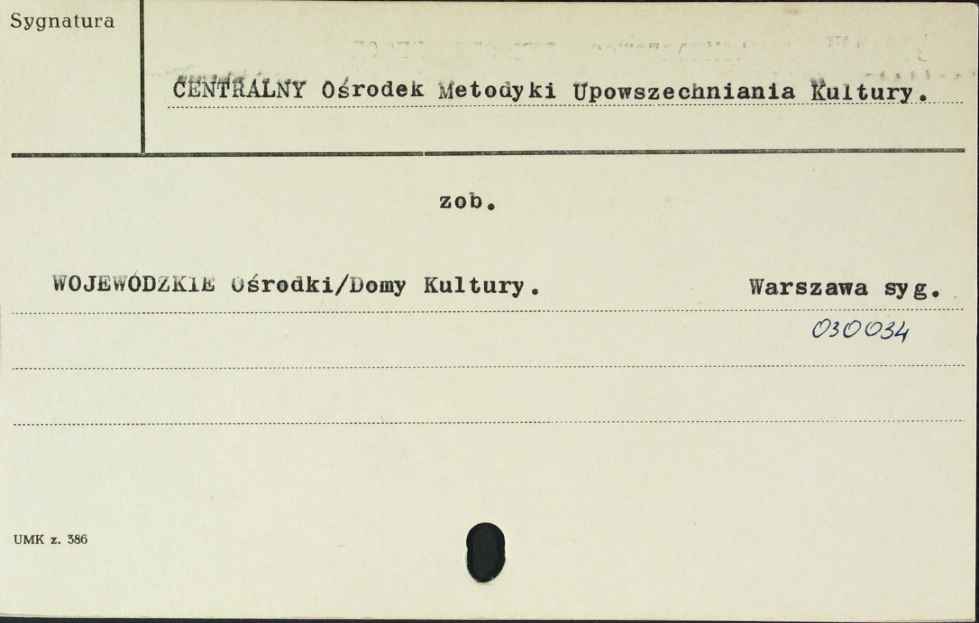 Sygnatura
CENTRALNY Ośrodek Metodyki Upowszechniania Kultury.
zob.
WOJEWÓDZKIE Ośrodki/Domy Kultury. Warszawa syg.
030034
UMK z. 386